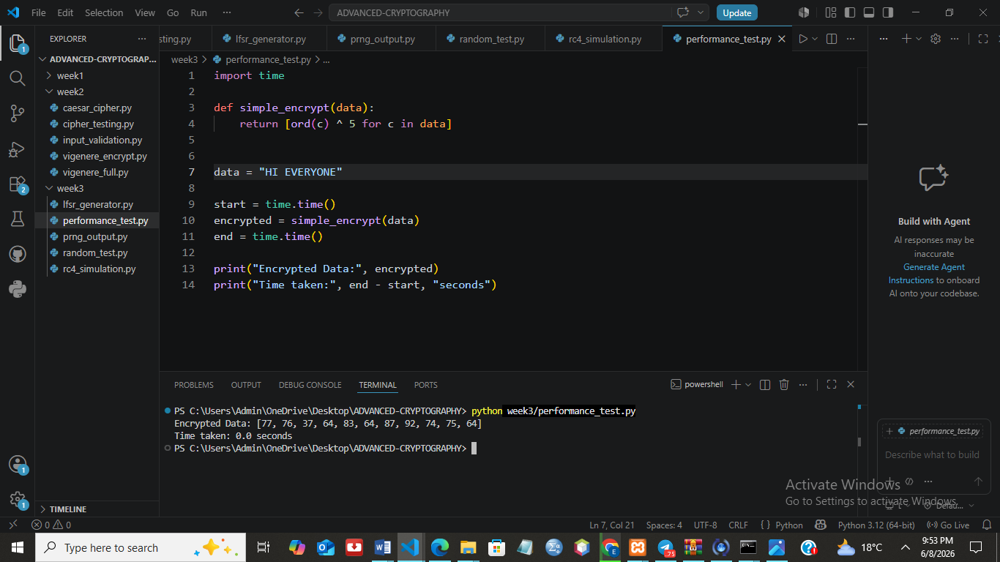 File Edit Selection View Go Run ··· ADVANCED-CRYPTOGRAPHY Update
EXPLORER ···
sting.py lfsr_generator.py prng_output.py random_test.py rc4_simulation.py performance_test.py
week3 > performance_test.py > ...
ADVANCED-CRYPTOGRAP...
week1
week2
caesar_cipher.py
cipher_testing.py
input_validation.py
vigenere_encrypt.py
vigenere_full.py
week3
lfsr_generator.py
performance_test.py
prng_output.py
random_test.py
rc4_simulation.py
TIMELINE
1
2
1
1
1 import time
2
3 def simple_encrypt(data):
4     return [ord(c) ^ 5 for c in data]
5
6
7 data = "HI EVERYONE"
8
9 start = time.time()
10 encrypted = simple_encrypt(data)
11 end = time.time()
12
13 print("Encrypted Data:", encrypted)
14 print("Time taken:", end - start, "seconds")
Build with Agent
AI responses may be
inaccurate
Generate Agent
Instructions to onboard
AI onto your codebase.
PROBLEMS OUTPUT DEBUG CONSOLE TERMINAL PORTS powershell
PS C:\Users\Admin\OneDrive\Desktop\ADVANCED-CRYPTOGRAPHY> python week3/performance_test.py
Encrypted Data: [77, 76, 37, 64, 83, 64, 87, 92, 74, 75, 64]
Time taken: 0.0 seconds
PS C:\Users\Admin\OneDrive\Desktop\ADVANCED-CRYPTOGRAPHY>
performance_test.py
Describe what to build
Activate Windows
Go to Settings to activate Windows.
0 0 Ln 7, Col 21 Spaces: 4 UTF-8 CRLF { } Python Python 3.12 (64-bit) Go Live
Type here to search
.75
18°C
9:53 PM
6/8/2026